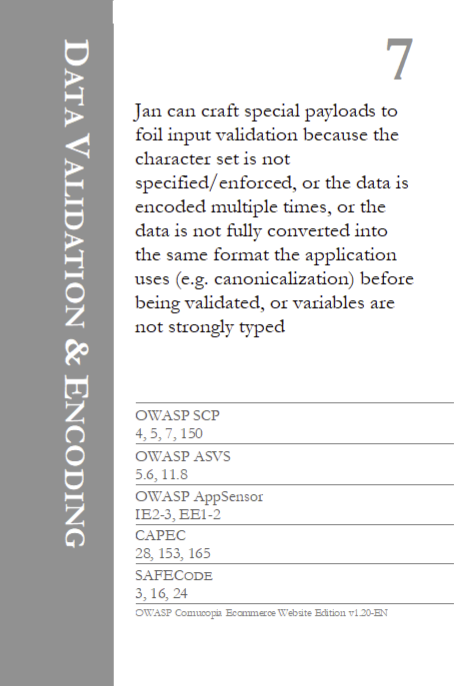 DATA VALIDATION & ENCODING
7
Jan can craft special payloads to
foil input validation because the
character set is not
specified/enforced, or the data is
encoded multiple times, or the
data is not fully converted into
the same format the application
uses (e.g. canonicalization) before
being validated, or variables are
not strongly typed
OWASP SCP
4, 5, 7, 150
OWASP ASVS
5.6, 11.8
OWASP AppSensor
IE2-3, EE1-2
CAPEC
28, 153, 165
SAFECODE
3, 16, 24
OWASP Cornucopia Ecommerce Website Edition v1.20-EN